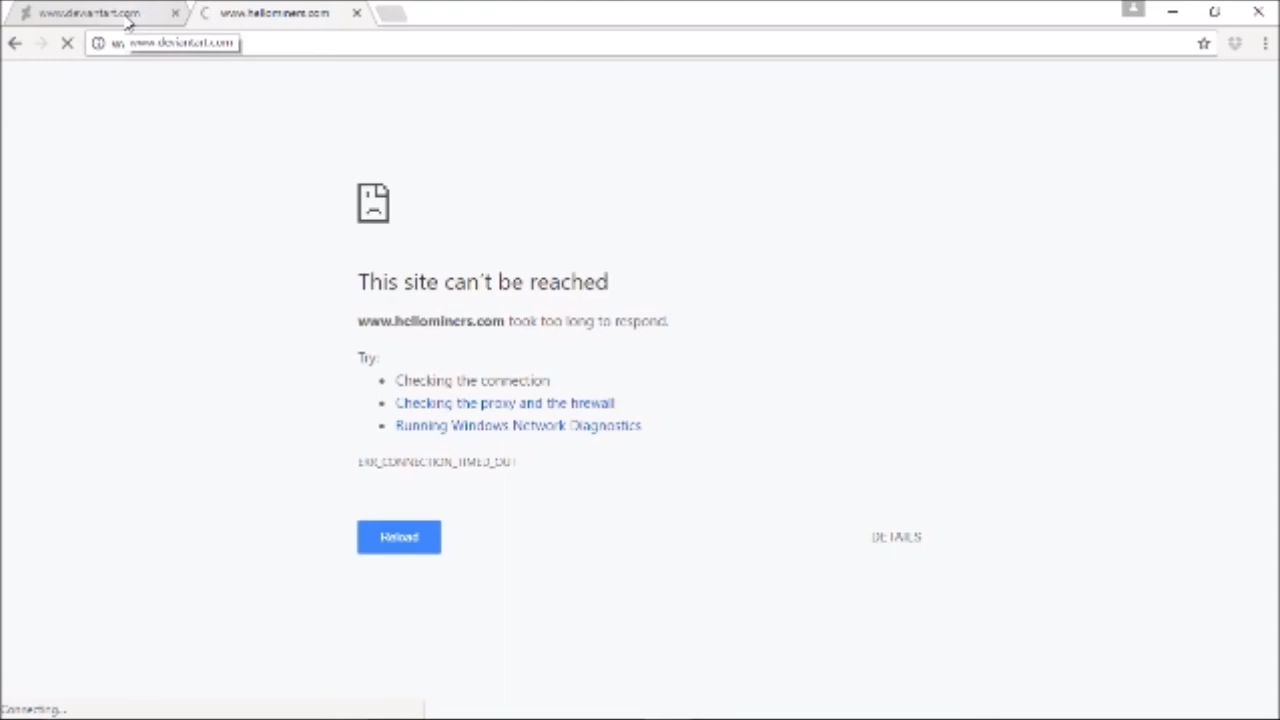 www.deviantart.com
www.hellominers.com
www.deviantart.com
This site can't be reached
www.hellominers.com took too long to respond.
Try:
Checking the connection
Checking the proxy and the firewall
Running Windows Network Diagnostics
ERR_CONNECTION_TIMED_OUT
Reload
DETAILS
Connecting...